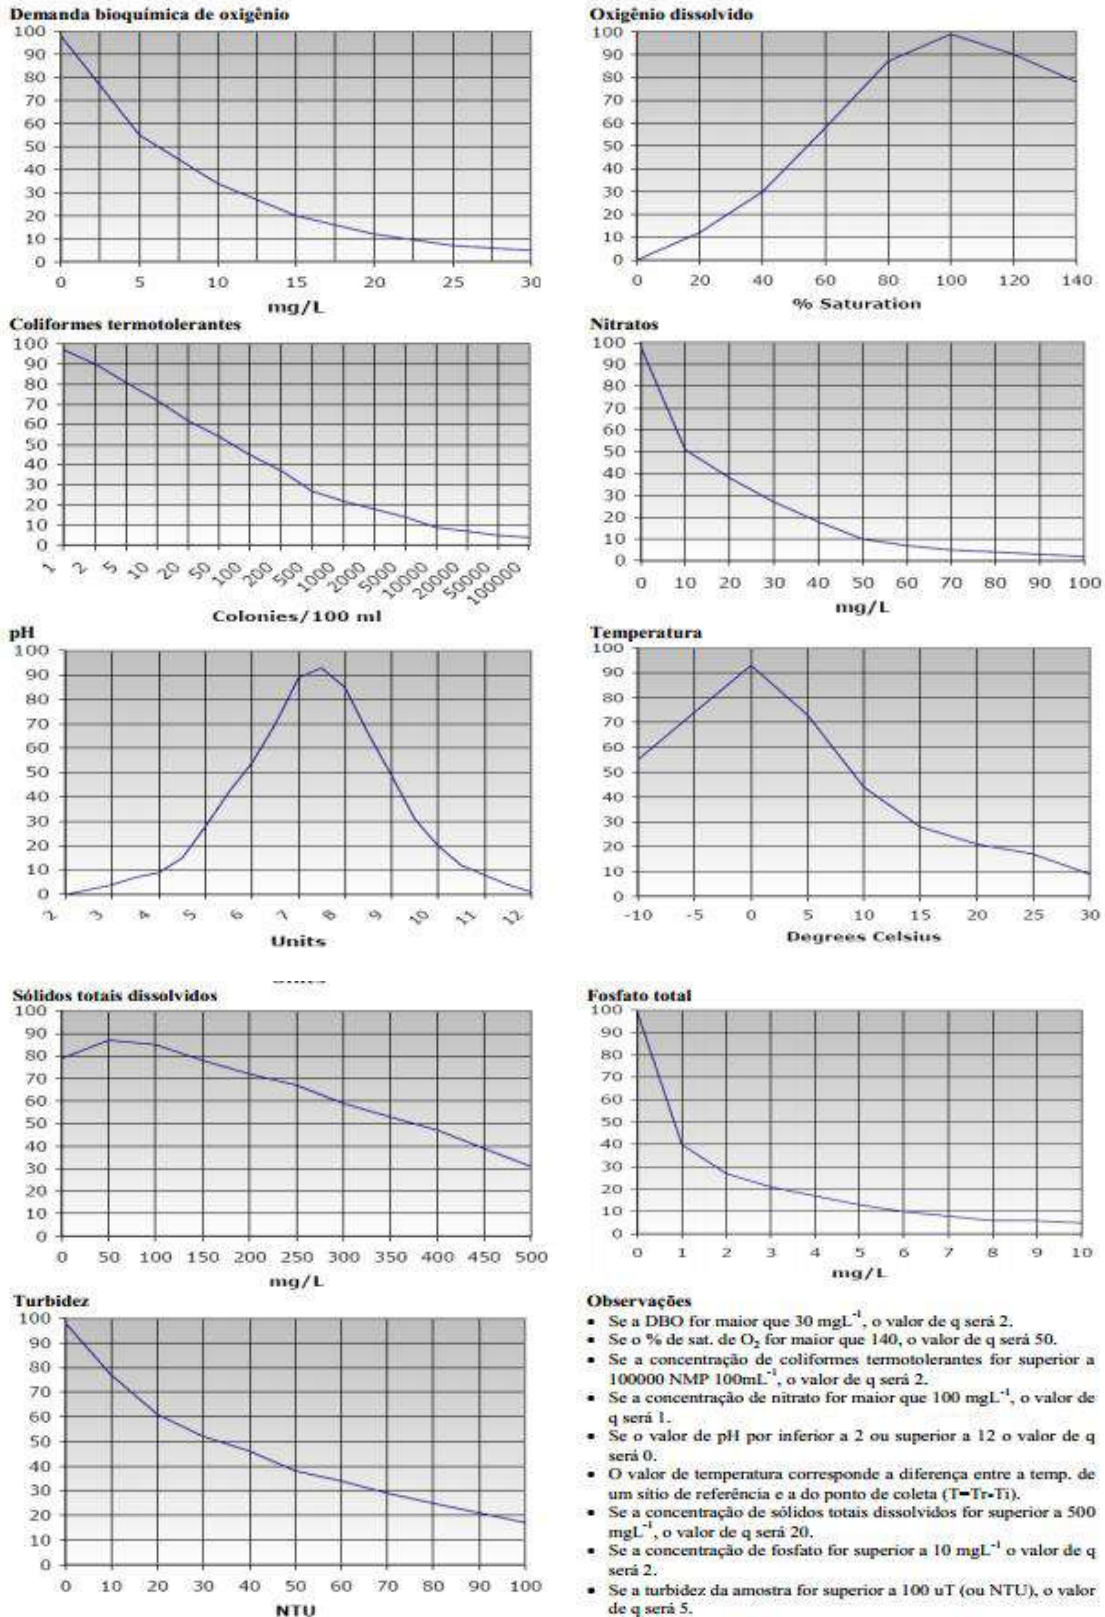 Demanda bioquímica de oxigênio
100
90
80
70
60
50
40
30
20
10
0
0 5 10 15 20 25 30
mg/L
Oxigênio dissolvido
100
90
80
70
60
50
40
30
20
10
0
0 20 40 60 80 100 120 140
% Saturation
Coliformes termotolerantes
100
90
80
70
60
50
40
30
20
10
0
1 2 5 10 20 50 100 200 500 1000 2000 5000 10000 20000 50000 100000
Colonies/100 ml
Nitratos
100
90
80
70
60
50
40
30
20
10
0
0 10 20 30 40 50 60 70 80 90 100
mg/L
pH
100
90
80
70
60
50
40
30
20
10
0
2 3 4 5 6 7 8 9 10 11 12
Units
Temperatura
100
90
80
70
60
50
40
30
20
10
0
-10 -5 0 5 10 15 20 25 30
Degrees Celsius
Sólidos totais dissolvidos
100
90
80
70
60
50
40
30
20
10
0
0 50 100 150 200 250 300 350 400 450 500
mg/L
Fosfato total
100
90
80
70
60
50
40
30
20
10
0
0 1 2 3 4 5 6 7 8 9 10
mg/L
Turbidez
100
90
80
70
60
50
40
30
20
10
0
0 10 20 30 40 50 60 70 80 90 100
NTU
Observações
▪ Se a DBO for maior que 30 mgL⁻¹, o valor de q será 2.
▪ Se o % de sat. de O₂ for maior que 140, o valor de q será 50.
▪ Se a concentração de coliformes termotolerantes for superior a
100000 NMP 100mL⁻¹, o valor de q será 2.
▪ Se a concentração de nitrato for maior que 100 mgL⁻¹, o valor de
q será 1.
▪ Se o valor de pH por inferior a 2 ou superior a 12 o valor de q
será 0.
▪ O valor de temperatura corresponde a diferença entre a temp. de
um sítio de referência e a do ponto de coleta (T=Tr-Ti).
▪ Se a concentração de sólidos totais dissolvidos for superior a 500
mgL⁻¹, o valor de q será 20.
▪ Se a concentração de fosfato for superior a 10 mgL⁻¹ o valor de q
será 2.
▪ Se a turbidez da amostra for superior a 100 uT (ou NTU), o valor
de q será 5.